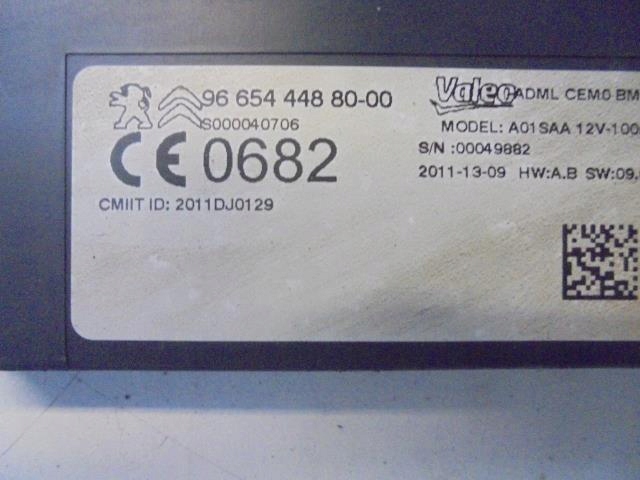 96 654 448 80-00
S000040706
CE 0682
CMIIT ID: 2011DJ0129
Valeo ADML CEM0 BM
MODEL: A01SAA 12V-100
S/N :00049882
2011-13-09 HW:A.B SW:09.